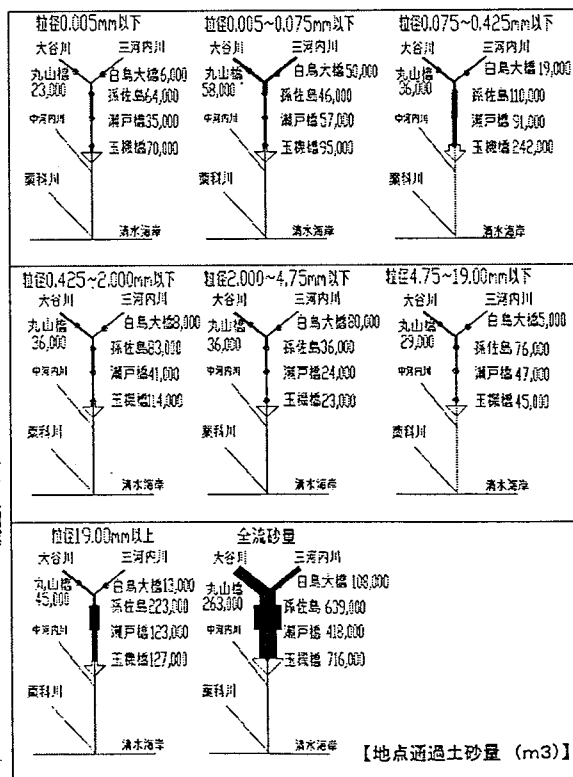 粒径0.005mm以下
大谷川 三河内川
丸山橋 白鳥大橋6,000
23,000 孫佐島64,000
中河内川 瀬戸橋35,000
玉機橋70,000
藁科川
清水海岸
粒径0.005~0.075mm以下
大谷川 三河内川
丸山橋 白鳥大橋50,000
58,000 孫佐島46,000
中河内川 瀬戸橋57,000
玉機橋95,000
藁科川
清水海岸
粒径0.075~0.425mm以下
大谷川 三河内川
丸山橋 白鳥大橋19,000
36,000 孫佐島110,000
中河内川 瀬戸橋91,000
玉機橋242,000
藁科川
清水海岸
粒径0.425~2.000mm以下
大谷川 三河内川
丸山橋 白鳥大橋
36,000 孫佐島83,000
中河内川 瀬戸橋41,000
玉機橋114,000
藁科川
清水海岸
粒径2.000~4.75mm以下
大谷川 三河内川
丸山橋 白鳥大橋
36,000 孫佐島36,000
中河内川 瀬戸橋24,000
玉機橋23,000
藁科川
清水海岸
粒径4.75~19.00mm以下
大谷川 三河内川
丸山橋 白鳥大橋5,000
29,000 孫佐島76,000
中河内川 瀬戸橋47,000
玉機橋45,000
藁科川
清水海岸
粒径19.00mm以上
大谷川 三河内川
丸山橋 白鳥大橋13,000
45,000 孫佐島223,000
中河内川 瀬戸橋123,000
玉機橋127,000
藁科川
清水海岸
全流砂量
大谷川 三河内川
丸山橋 白鳥大橋 108,000
263,000 孫佐島 639,000
中河内川 瀬戸橋 418,000
玉機橋 716,000
藁科川
清水海岸
【地点通過土砂量 (m3)】